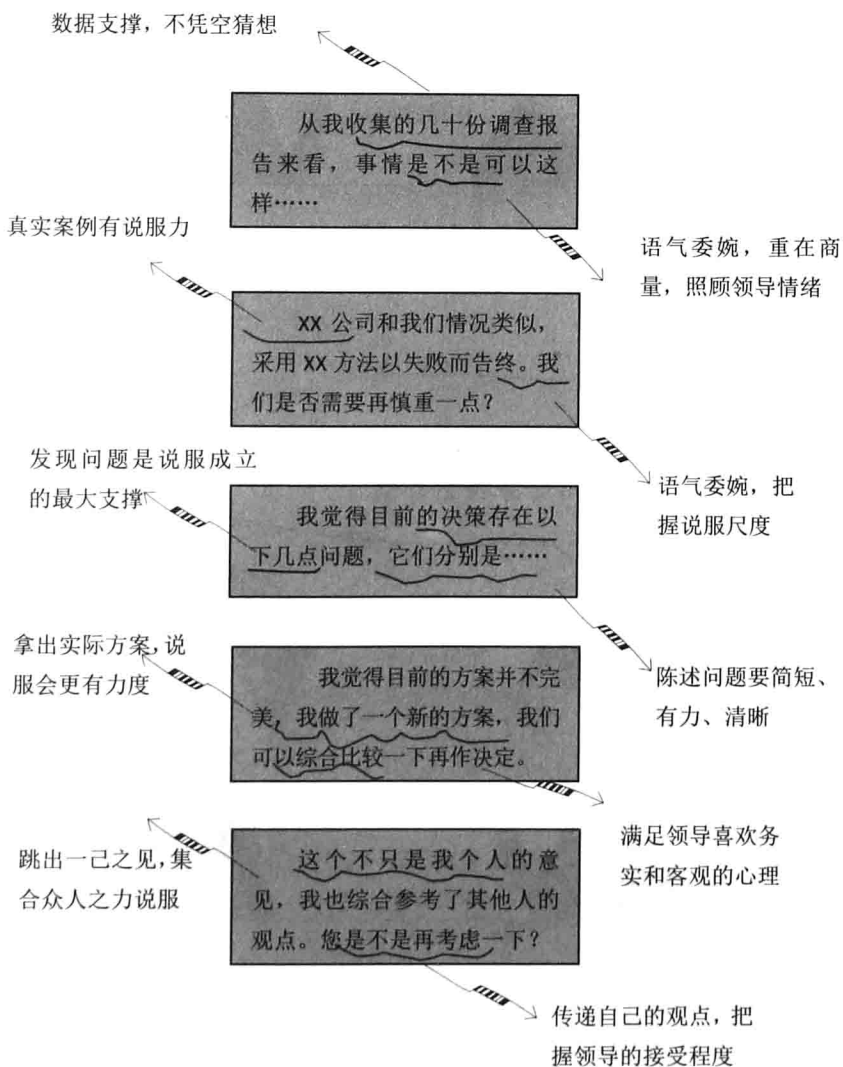 数据支撑，不凭空猜想
从我收集的几十份调查报
告来看，事情是不是可以这
样……
语气委婉，重在商
量，照顾领导情绪
真实案例有说服力
XX 公司和我们情况类似，
采用 XX 方法以失败而告终。我
们是否需要再慎重一点？
语气委婉，把
握说服尺度
发现问题是说服成立
的最大支撑
我觉得目前的决策存在以
下几点问题，它们分别是……
陈述问题要简短、
有力、清晰
拿出实际方案，说
服会更有力度
我觉得目前的方案并不完
美，我做了一个新的方案，我们
可以综合比较一下再作决定。
满足领导喜欢务
实和客观的心理
跳出一己之见，集
合众人之力说服
这个不只是我个人的意
见，我也综合参考了其他人的
观点。您是不是再考虑一下？
传递自己的观点，把
握领导的接受程度